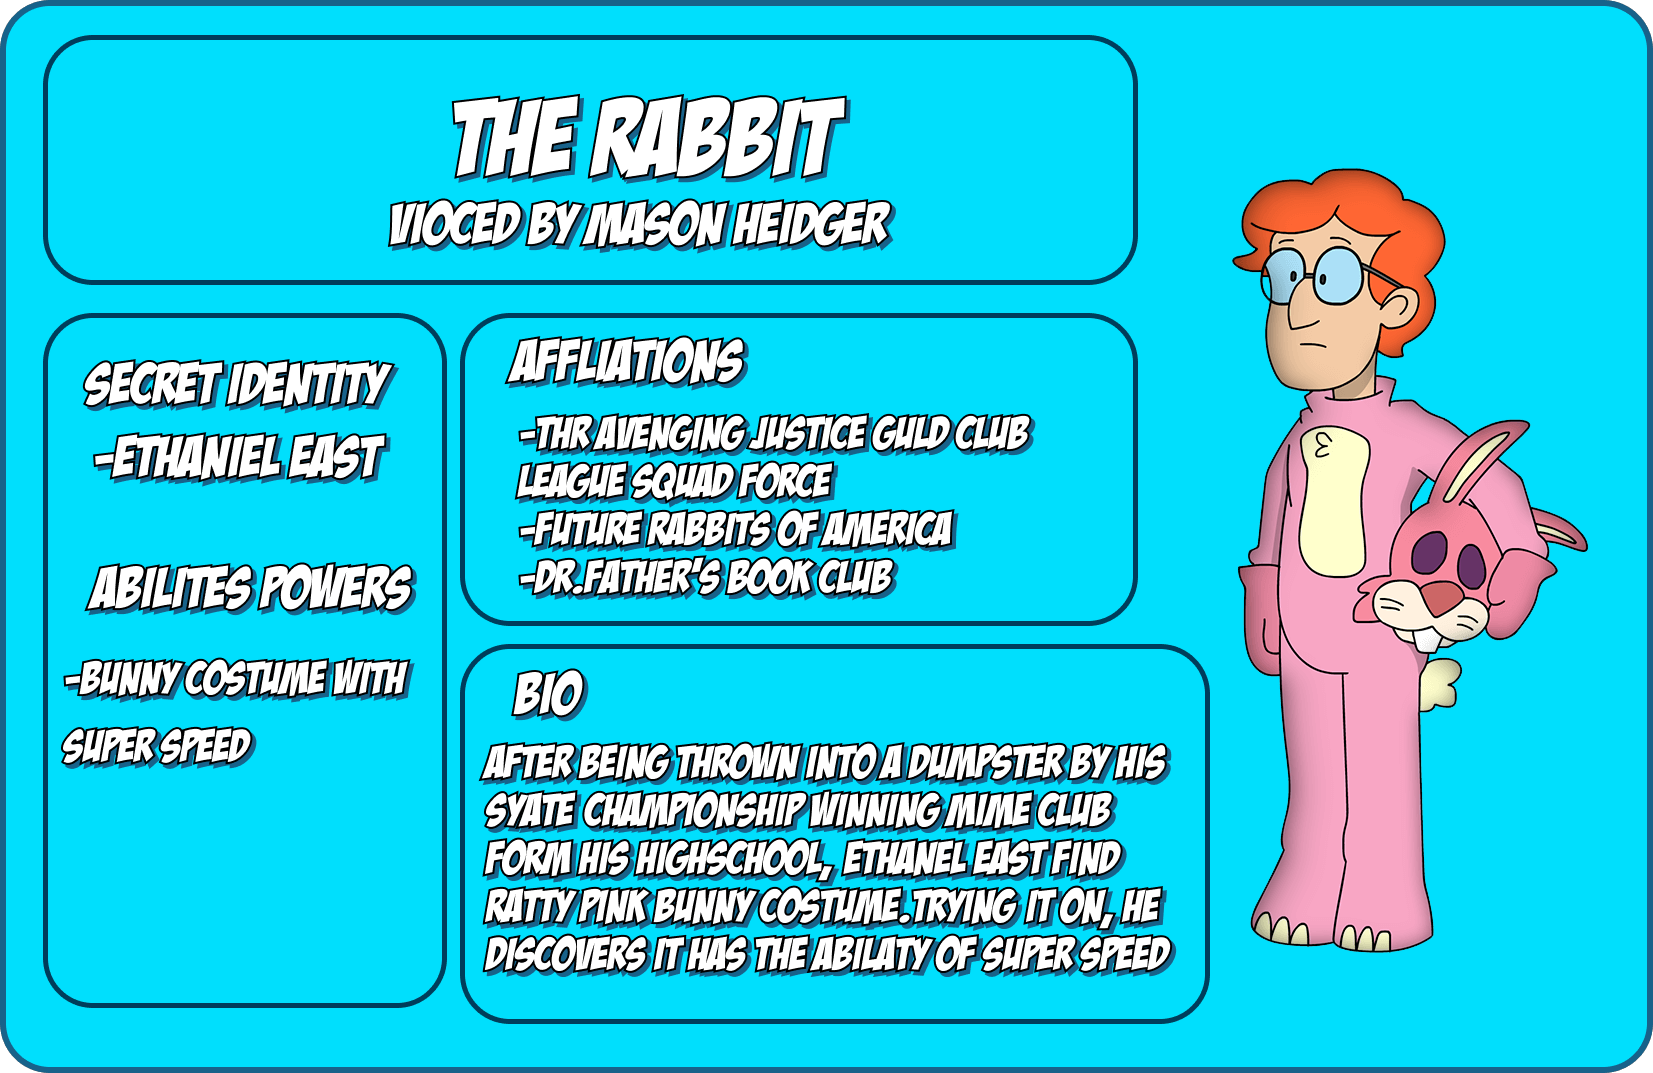 THE RABBIT
VIOCED BY MASON HEIDGER
SECRET IDENTITY
-ETHANIEL EAST
ABILITES POWERS
-BUNNY COSTUME WITH
SUPER SPEED
AFFLIATIONS
-THR AVENGING JUSTICE GULD CLUB
LEAGUE SQUAD FORCE
-FUTURE RABBITS OF AMERICA
-DR.FATHER'S BOOK CLUB
BIO
AFTER BEING THROWN INTO A DUMPSTER BY HIS
SYATE CHAMPIONSHIP WINNING MIME CLUB
FORM HIS HIGHSCHOOL, ETHANEL EAST FIND
RATTY PINK BUNNY COSTUME.TRYING IT ON, HE
DISCOVERS IT HAS THE ABILATY OF SUPER SPEED